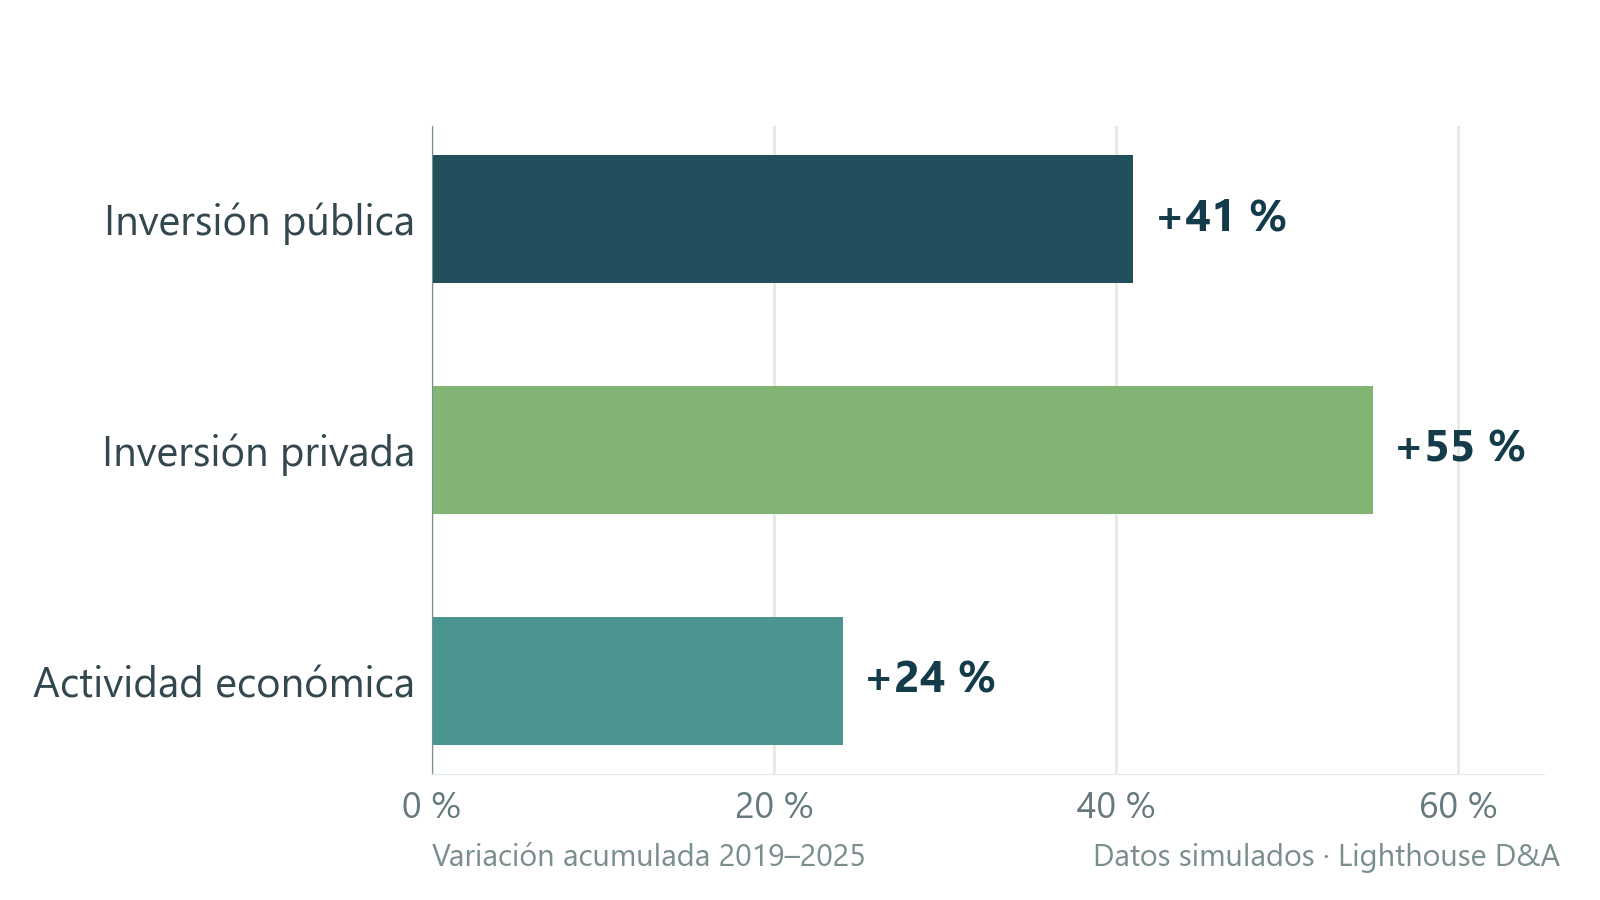 Inversión pública
+41 %
Inversión privada
+55 %
Actividad económica
+24 %
0 %
20 %
40 %
60 %
Variación acumulada 2019–2025
Datos simulados · Lighthouse D&A